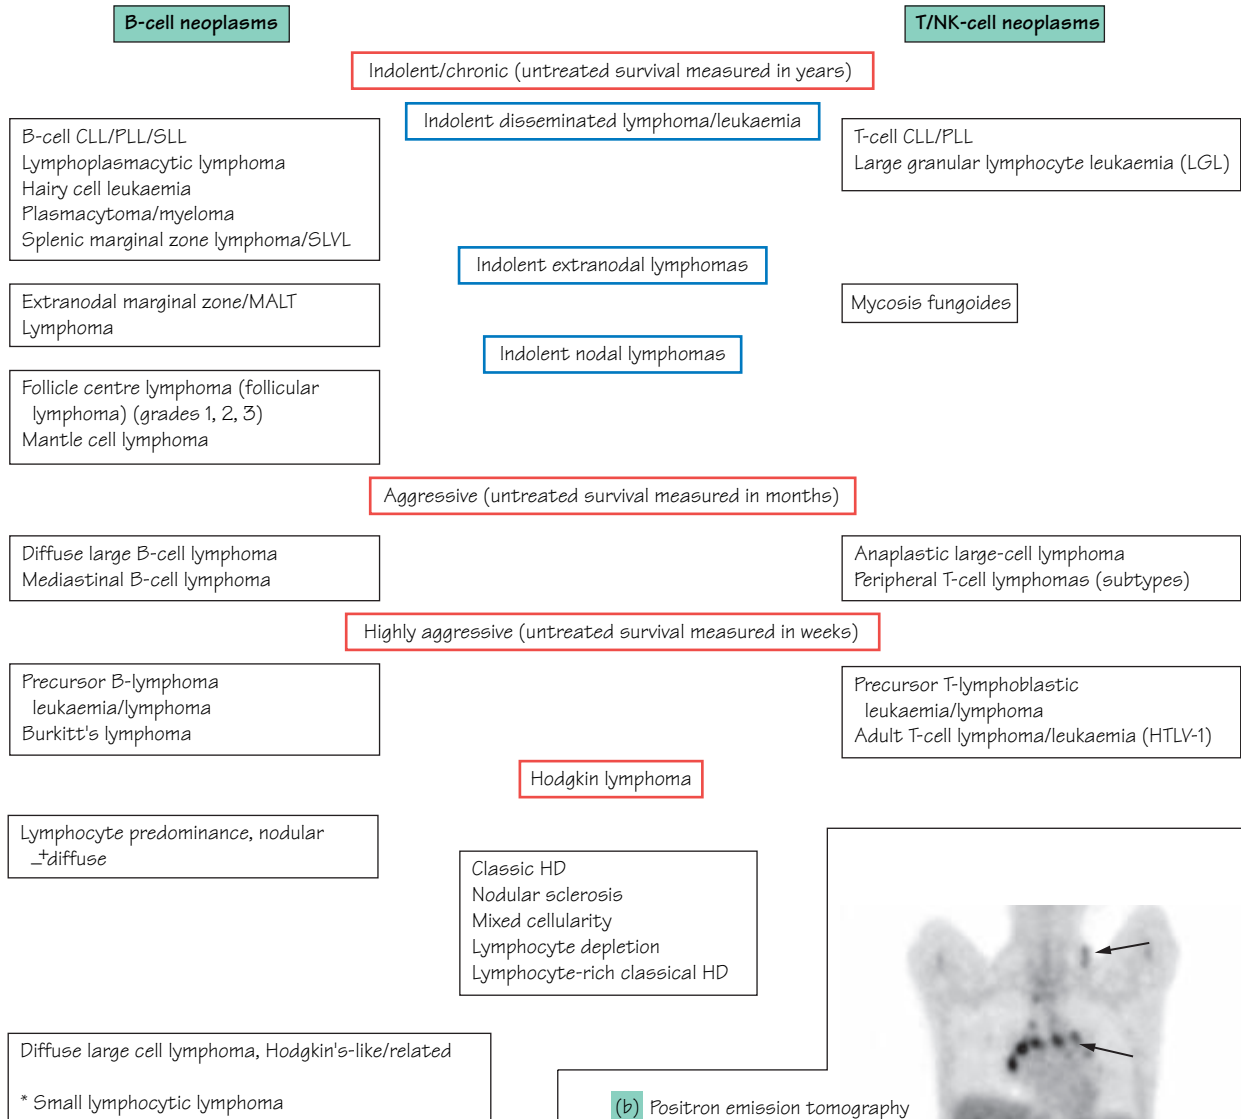 B-cell neoplasms
T/NK-cell neoplasms
Indolent/chronic (untreated survival measured in years)
Indolent disseminated lymphoma/leukaemia
B-cell CLL/PLL/SLL
Lymphoplasmacytic lymphoma
Hairy cell leukaemia
Plasmacytoma/myeloma
Splenic marginal zone lymphoma/SLVL
T-cell CLL/PLL
Large granular lymphocyte leukaemia (LGL)
Indolent extranodal lymphomas
Extranodal marginal zone/MALT
Lymphoma
Mycosis fungoides
Indolent nodal lymphomas
Follicle centre lymphoma (follicular
lymphoma) (grades 1, 2, 3)
Mantle cell lymphoma
Aggressive (untreated survival measured in months)
Diffuse large B-cell lymphoma
Mediastinal B-cell lymphoma
Anaplastic large-cell lymphoma
Peripheral T-cell lymphomas (subtypes)
Highly aggressive (untreated survival measured in weeks)
Precursor B-lymphoma
leukaemia/lymphoma
Burkitt's lymphoma
Precursor T-lymphoblastic
leukaemia/lymphoma
Adult T-cell lymphoma/leukaemia (HTLV-1)
Hodgkin lymphoma
Lymphocyte predominance, nodular
_+diffuse
Classic HD
Nodular sclerosis
Mixed cellularity
Lymphocyte depletion
Lymphocyte-rich classical HD
Diffuse large cell lymphoma, Hodgkin's-like/related
* Small lymphocytic lymphoma
(b) Positron emission tomography